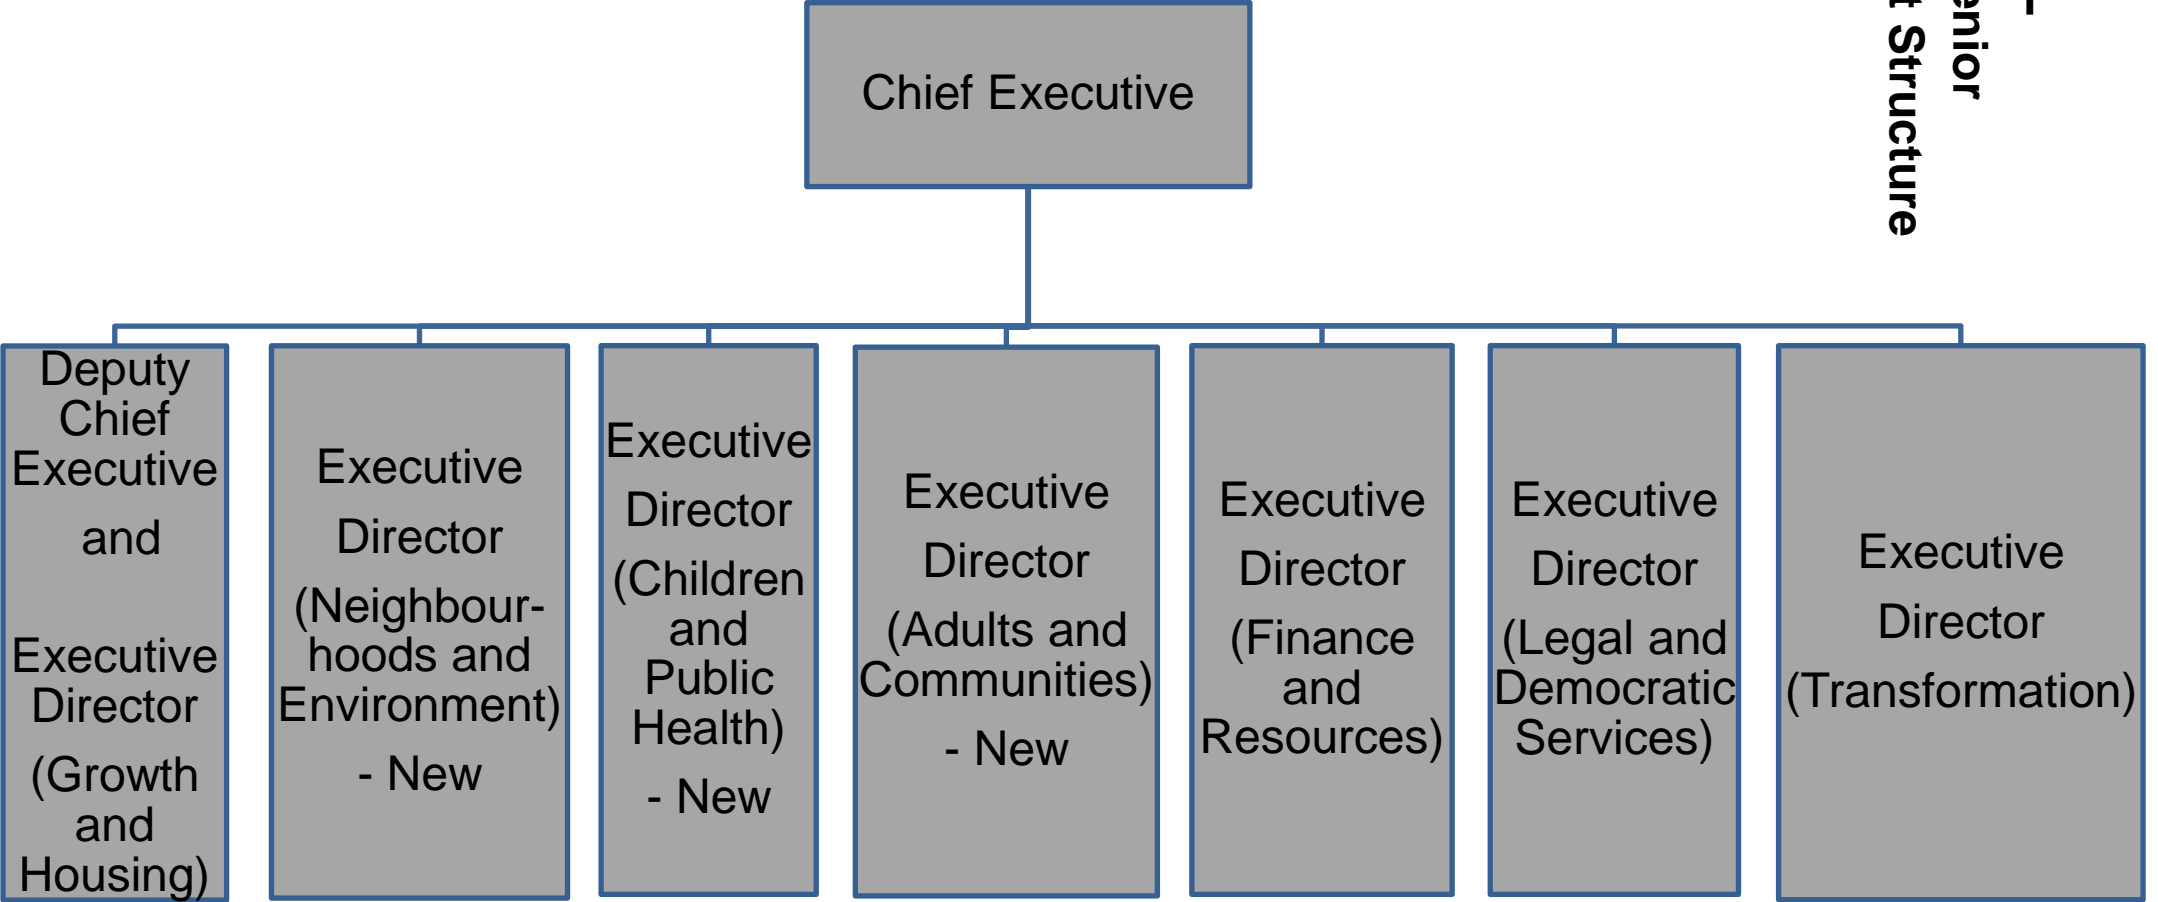 Structure
Chief Executive
Deputy
Chief
Executive
and
Executive
Director
(Growth
and
Housing)
Executive
Director
(Neighbour-
hoods and
Environment)
- New
Executive
Director
(Children
and
Public
Health)
- New
Executive
Director
(Adults and
Communities)
- New
Executive
Director
(Finance
and
Resources)
Executive
Director
(Legal and
Democratic
Services)
Executive
Director
(Transformation)